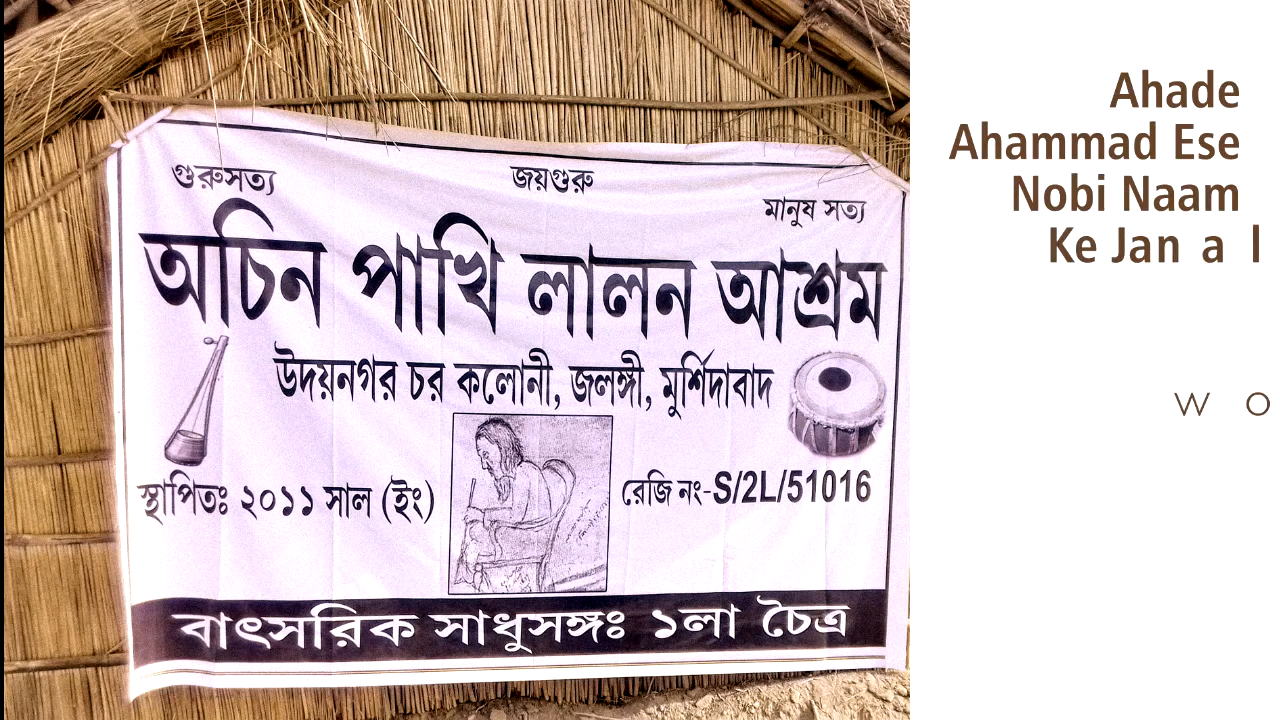 গুরুসত্য
জয়গুরু
মানুষ সত্য
অচিন পাখি লালন আশ্রম
উদয়নগর চর কলোনী, জলঙ্গী, মুর্শিদাবাদ
স্থাপিতঃ ২০১১ সাল (ইং)
রেজি নং-S/2L/51016
বাৎসরিক সাধুসঙ্গঃ ১লা চৈত্র
Ahade
Ahammad Ese
Nobi Naam
Ke Jan a l
W O